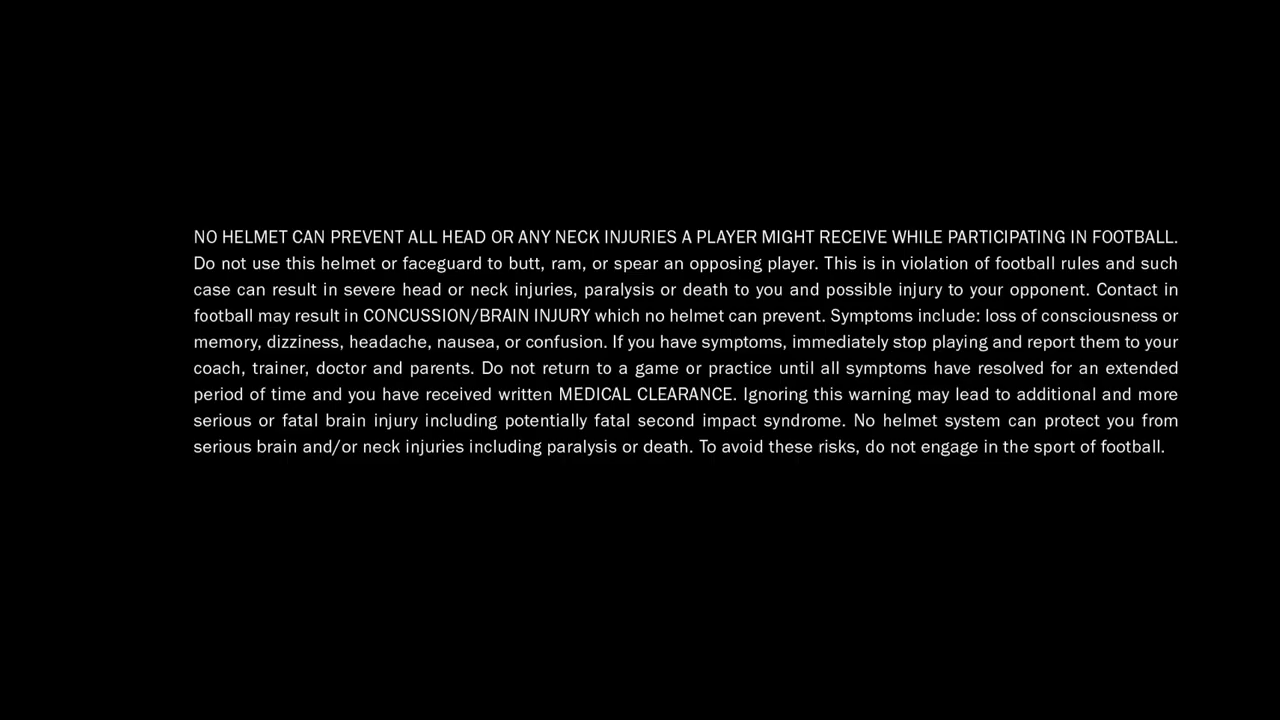 NO HELMET CAN PREVENT ALL HEAD OR ANY NECK INJURIES A PLAYER MIGHT RECEIVE WHILE PARTICIPATING IN FOOTBALL.
Do not use this helmet or faceguard to butt, ram, or spear an opposing player. This is in violation of football rules and such
case can result in severe head or neck injuries, paralysis or death to you and possible injury to your opponent. Contact in
football may result in CONCUSSION/BRAIN INJURY which no helmet can prevent. Symptoms include: loss of consciousness or
memory, dizziness, headache, nausea, or confusion. If you have symptoms, immediately stop playing and report them to your
coach, trainer, doctor and parents. Do not return to a game or practice until all symptoms have resolved for an extended
period of time and you have received written MEDICAL CLEARANCE. Ignoring this warning may lead to additional and more
serious or fatal brain injury including potentially fatal second impact syndrome. No helmet system can protect you from
serious brain and/or neck injuries including paralysis or death. To avoid these risks, do not engage in the sport of football.